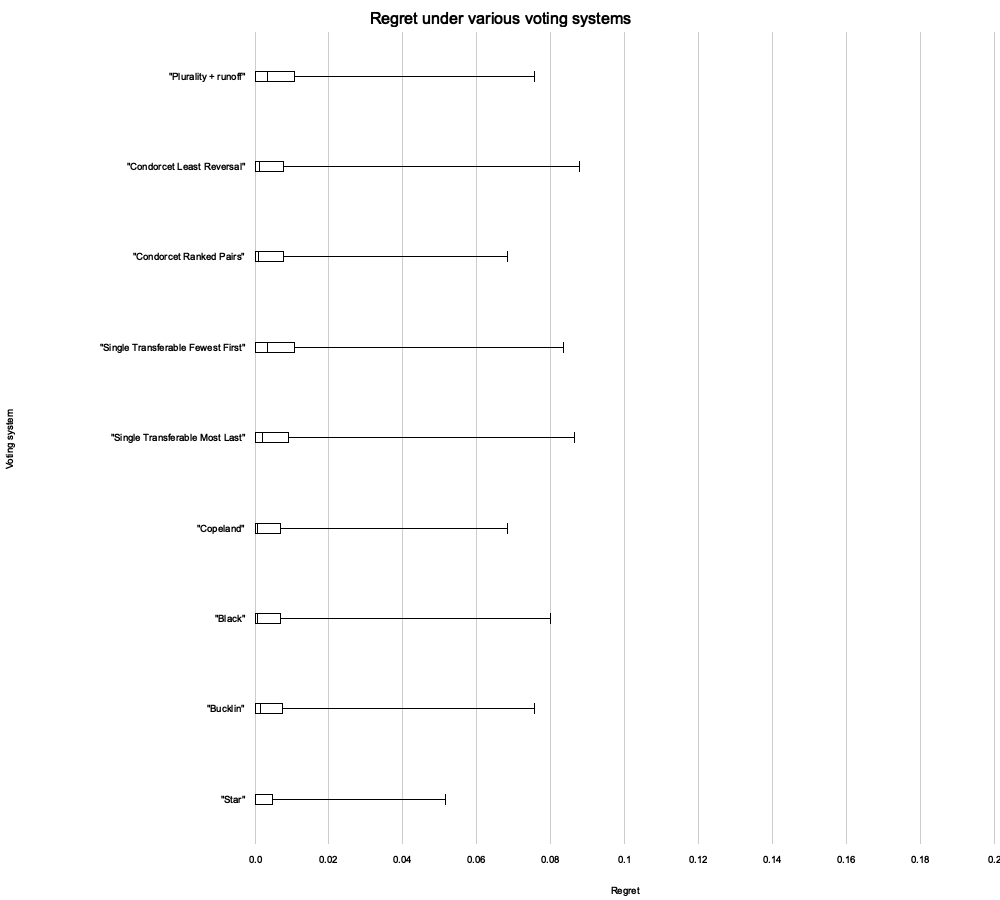 Regret under various voting systems
"Plurality + runoff"
"Condorcet Least Reversal"
"Condorcet Ranked Pairs"
"Single Transferable Fewest First"
Voting system
"Single Transferable Most Last"
"Copeland"
"Black"
"Bucklin"
"Star"
0.0 0.02 0.04 0.06 0.08 0.1 0.12 0.14 0.16 0.18 0.2
Regret